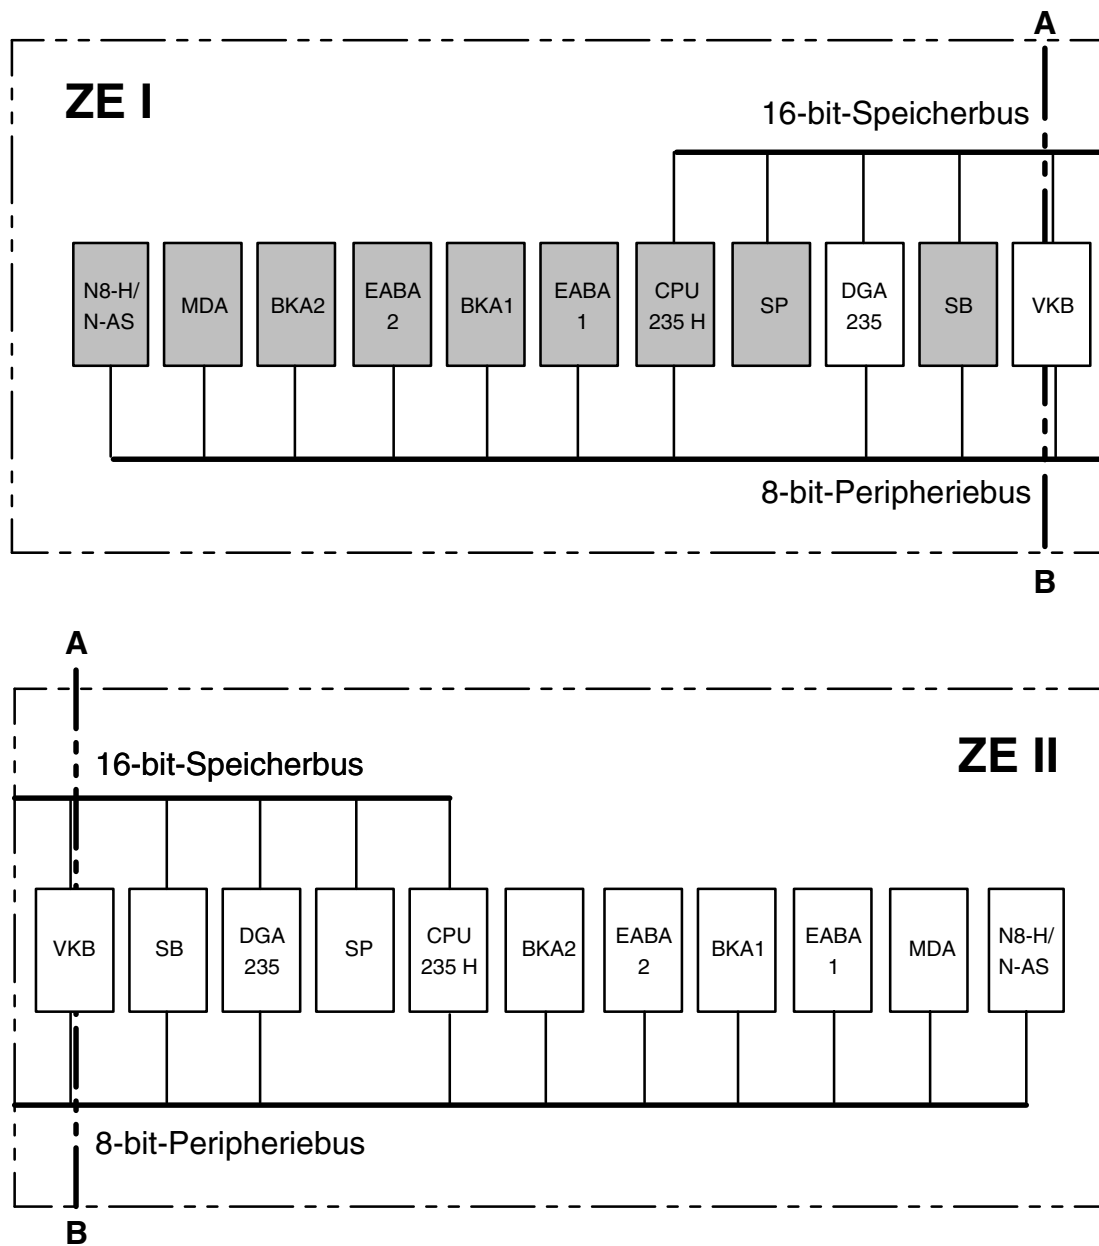 A
ZE I
16-bit-Speicherbus
N8-H/
N-AS
MDA
BKA2
EABA
2
BKA1
EABA
1
CPU
235 H
SP
DGA
235
SB
VKB
8-bit-Peripheriebus
B
A
ZE II
16-bit-Speicherbus
VKB
SB
DGA
235
SP
CPU
235 H
BKA2
EABA
2
BKA1
EABA
1
MDA
N8-H/
N-AS
8-bit-Peripheriebus
B